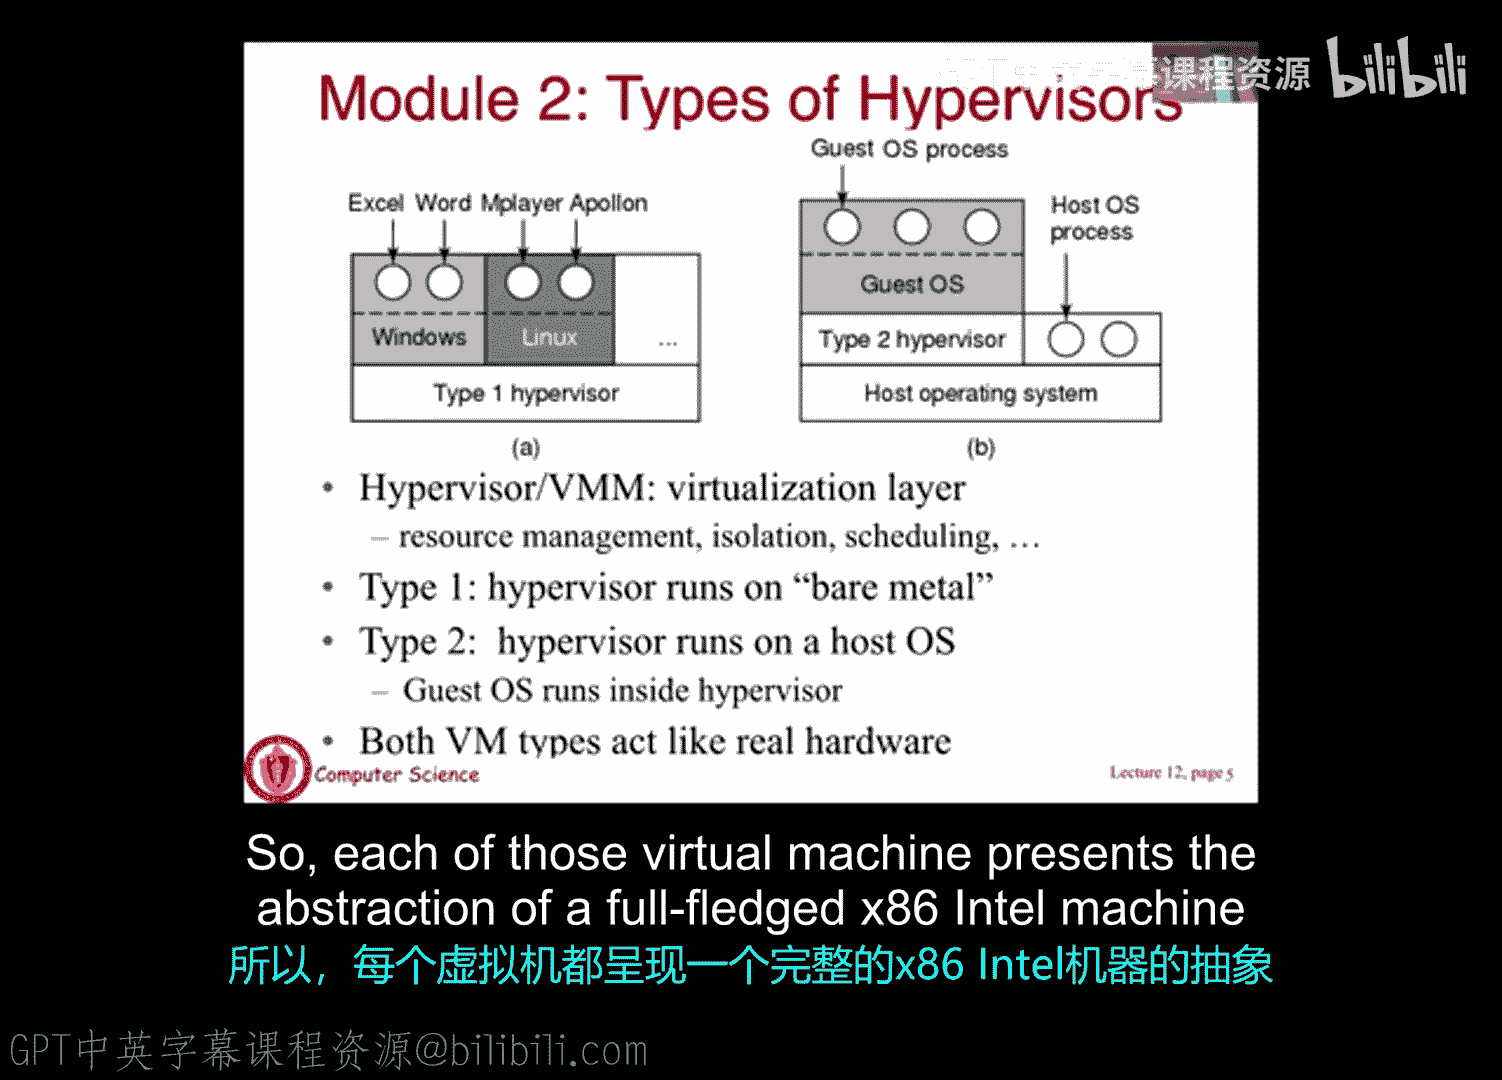 课程资源 bilibili
Module 2: Types of Hypervisors
Guest OS process
Excel Word Mplayer Apollon
Host OS
process
Guest OS
Windows Linux ...
Type 2 hypervisor
Type 1 hypervisor
Host operating system
(a)
(b)
• Hypervisor/VMM: virtualization layer
– resource management, isolation, scheduling, …
• Type 1: hypervisor runs on “bare metal”
• Type 2: hypervisor runs on a host OS
– Guest OS runs inside hypervisor
• Both VM types act like real hardware
Computer Science
Lecture 12, page 5
So, each of those virtual machine presents the
abstraction of a full-fledged x86 Intel machine
所以，每个虚拟机都呈现一个完整的x86 Intel机器的抽象
GPT中英字幕课程资源@bilibili.com